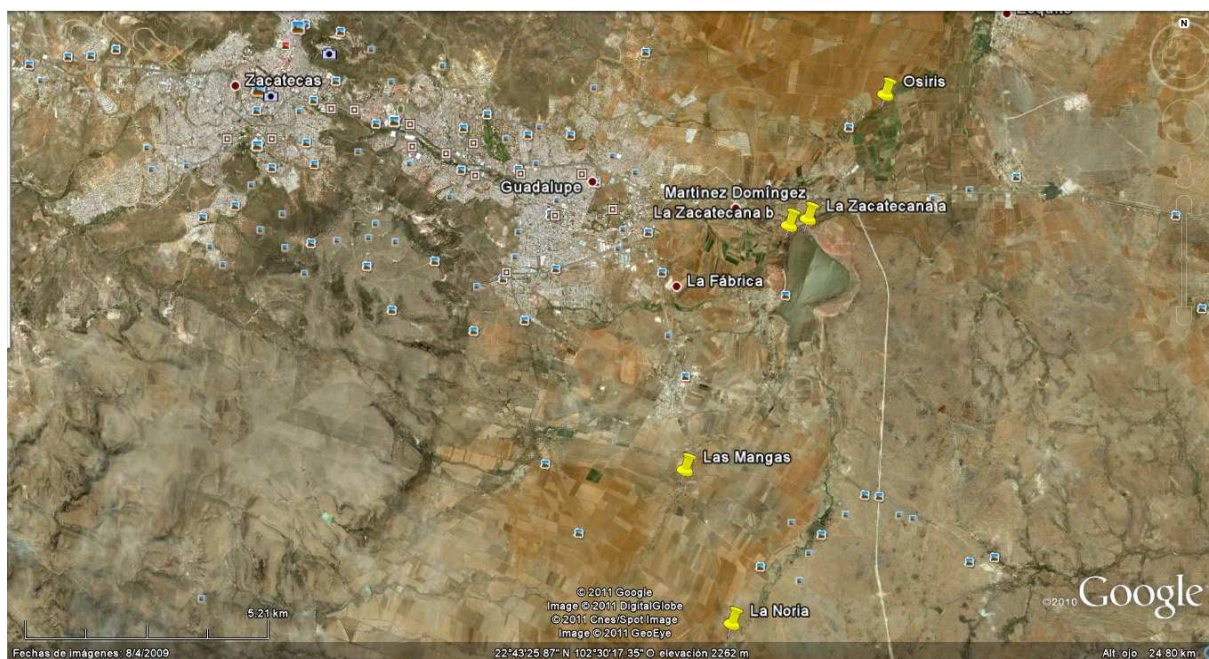 N
Zacatecas
Osiris
Guadalupe
Martínez Domíngez
La Zacatecana b
La Zacatecana a
La Fábrica
Las Mangas
La Noria
5.21 km
© 2011 Google
Image © 2011 DigitalGlobe
© 2011 Cnes/Spot Image
Image © 2011 GeoEye
©2010 Google
Fechas de imágenes: 8/4/2009
22°43'25 87" N 102°30'17 35" O elevación 2262 m
Alt ojo 24 80 km